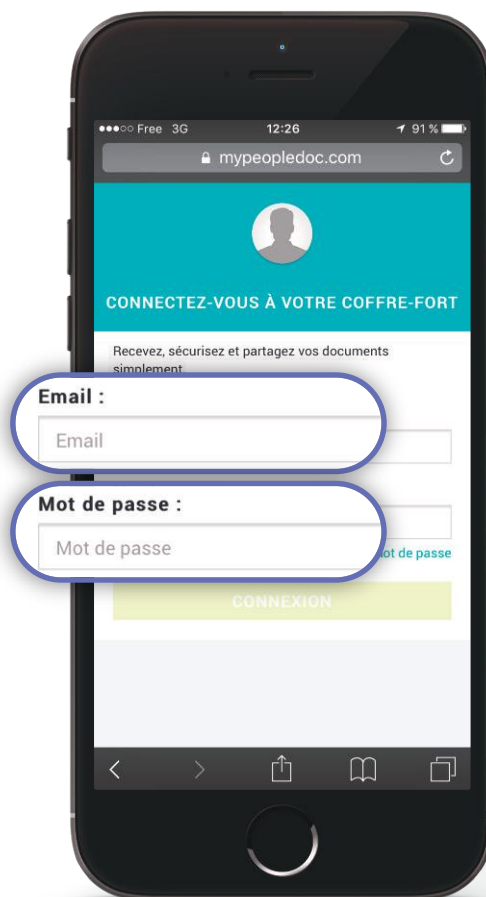 Free 3G 12:26 91 %
mypeopledoc.com
CONNECTEZ-VOUS À VOTRE COFFRE-FORT
Recevez, sécurisez et partagez vos documents
simplement
Email :
Email
Mot de passe :
Mot de passe
mot de passe
CONNEXION